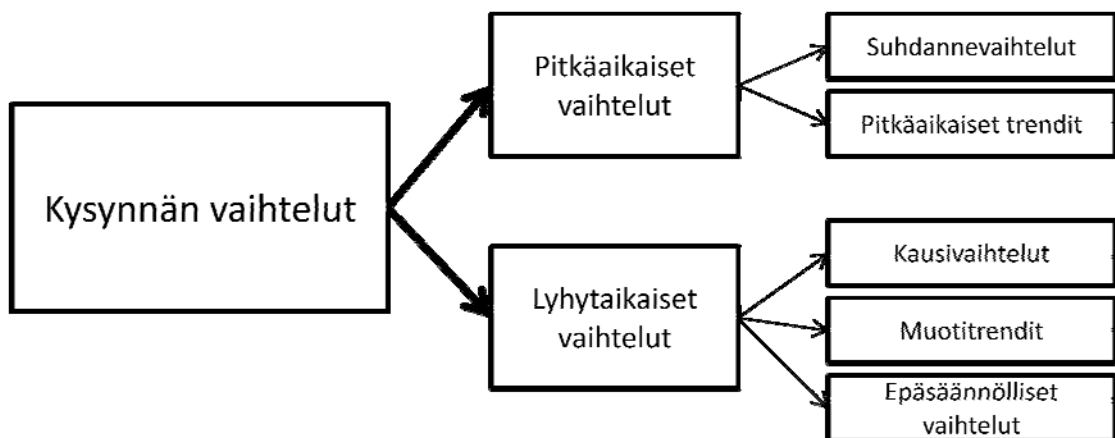 Kysynnän vaihtelut
Pitkäaikaiset
vaihtelut
Suhdannevaihtelut
Pitkäaikaiset trendit
Lyhytaikaiset
vaihtelut
Kausivaihtelut
Muotitrendit
Epäsäännölliset
vaihtelut